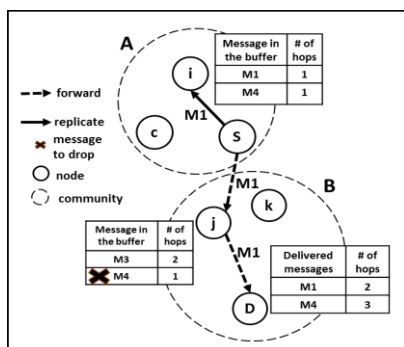 A
Message in the buffer # of hops
M1 1
M4 1
forward
replicate
message to drop
node
community
i
M1
c
S
M1
B
k
j
M1
D
Message in the buffer # of hops
M3 2
M4 1
Delivered messages # of hops
M1 2
M4 3